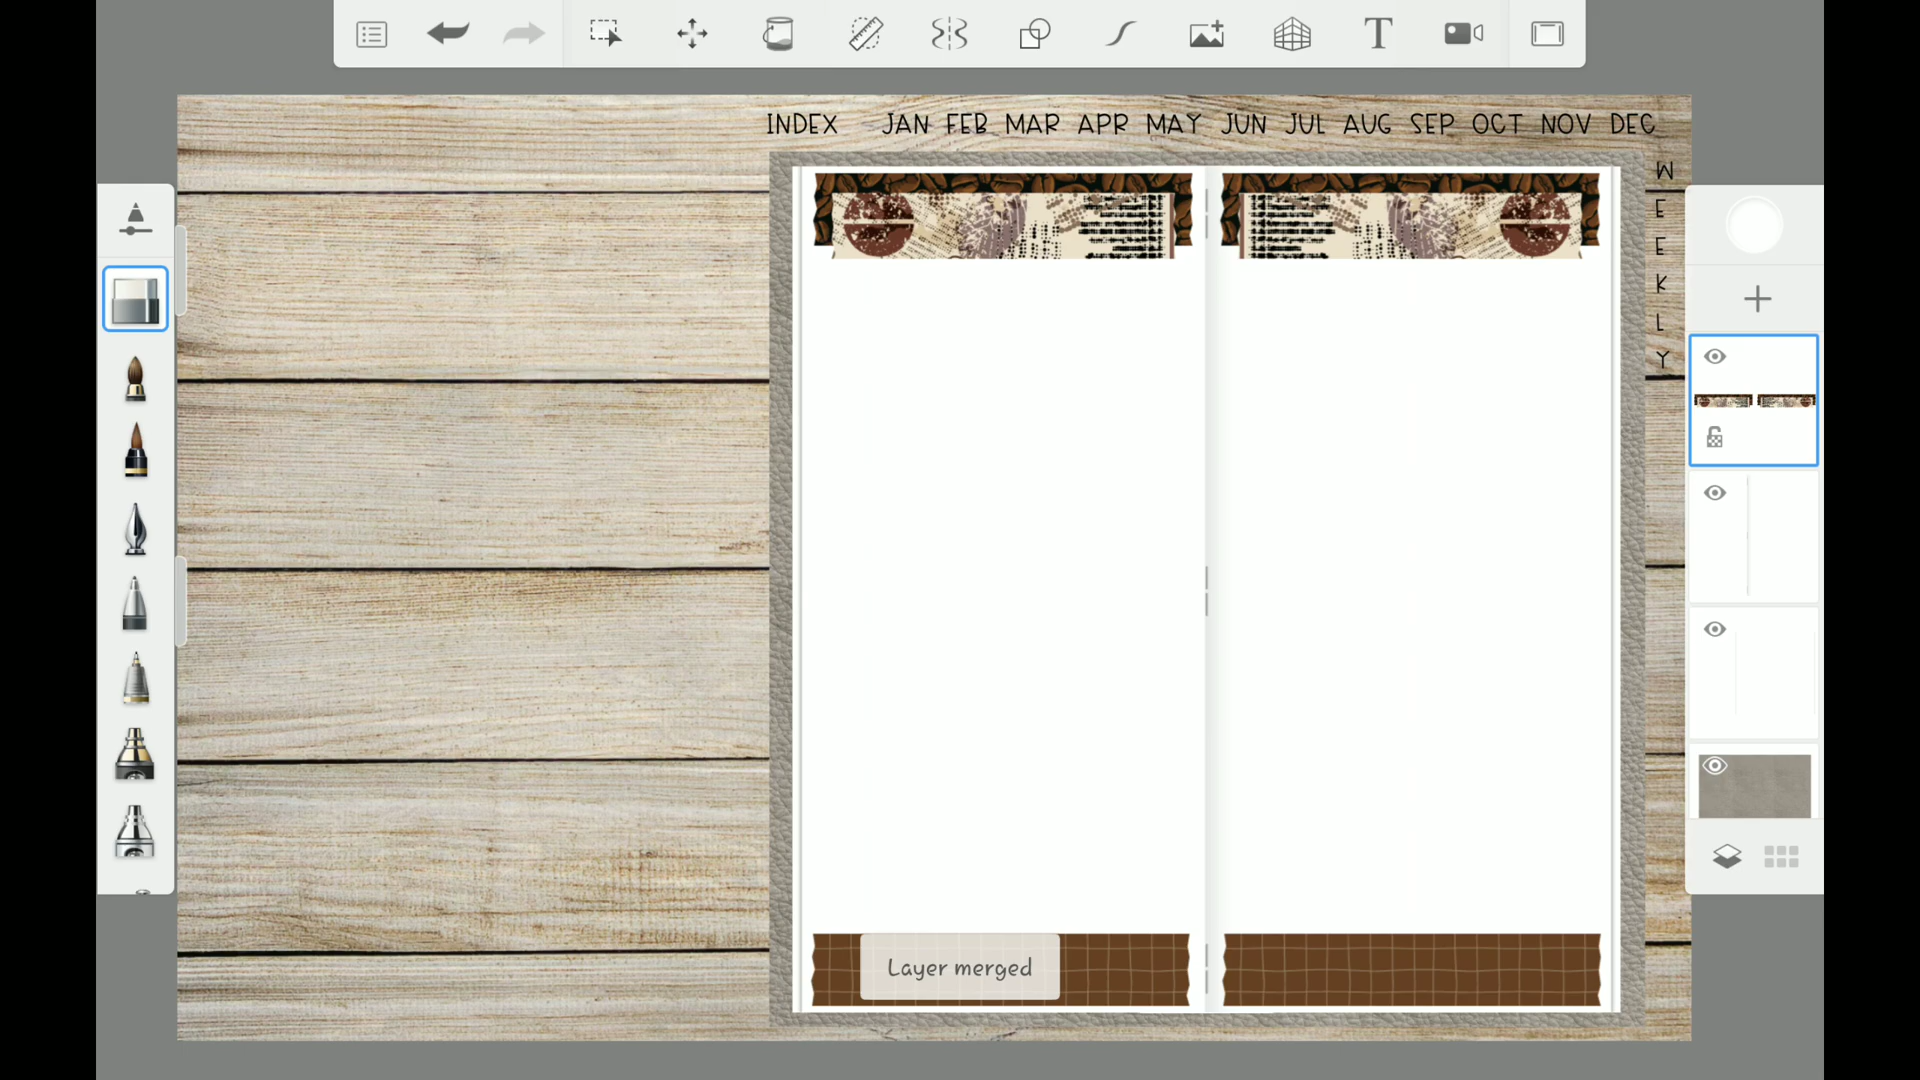 T
INDEX JAN FEB MAR APR MAY JUN JUL AUG SEP OCT NOV DEC
W
E
E
K
L
Y
Layer merged